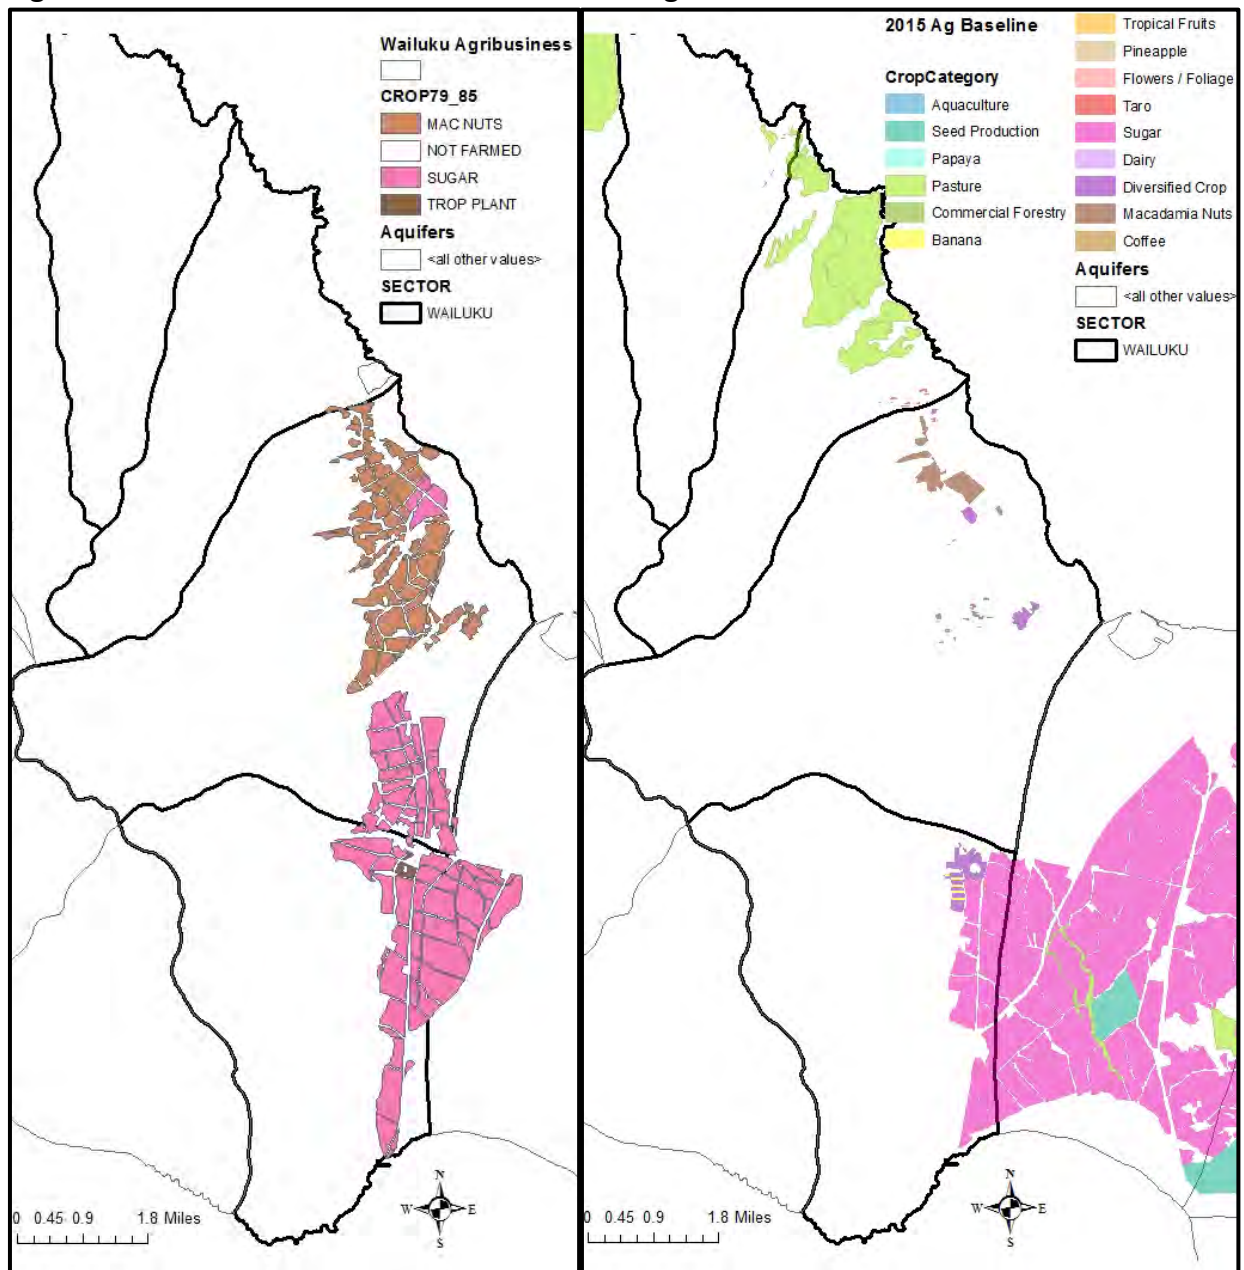 Wailuku Agribusiness
CROP79_85
MAC NUTS
NOT FARMED
SUGAR
TROP PLANT
Aquifers
<all other values>
SECTOR
WAILUKU
N
W E
S
0 0.45 0.9 1.8 Miles
2015 Ag Baseline
CropCategory
Aquaculture
Seed Production
Papaya
Pasture
Commercial Forestry
Banana
Tropical Fruits
Pineapple
Flowers / Foliage
Taro
Sugar
Dairy
Diversified Crop
Macadamia Nuts
Coffee
Aquifers
<all other values>
SECTOR
WAILUKU
N
W E
S
0 0.45 0.9 1.8 Miles